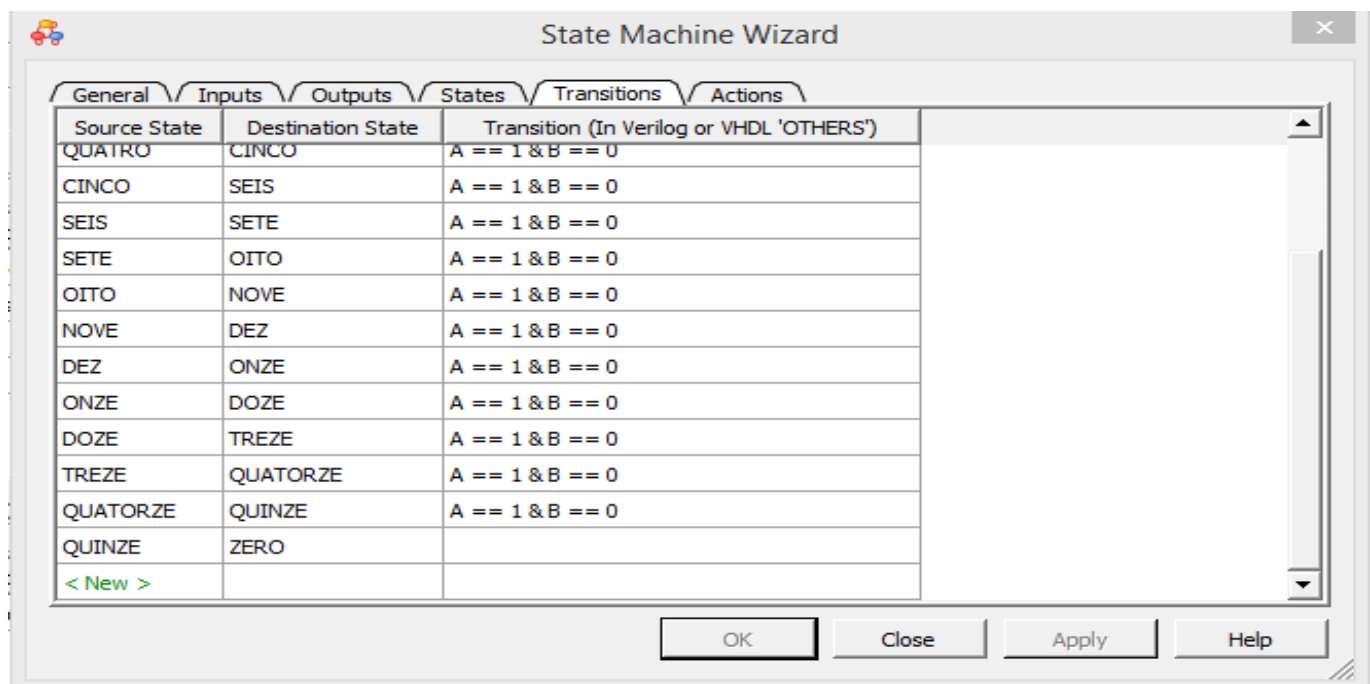 State Machine Wizard
General Inputs Outputs States Transitions Actions
Source State Destination State Transition (In Verilog or VHDL 'OTHERS')
QUATRO CINCO A == 1 & B == 0
CINCO SEIS A == 1 & B == 0
SEIS SETE A == 1 & B == 0
SETE OITO A == 1 & B == 0
OITO NOVE A == 1 & B == 0
NOVE DEZ A == 1 & B == 0
DEZ ONZE A == 1 & B == 0
ONZE DOZE A == 1 & B == 0
DOZE TREZE A == 1 & B == 0
TREZE QUATORZE A == 1 & B == 0
QUATORZE QUINZE A == 1 & B == 0
QUINZE ZERO
< New >
OK Close Apply Help